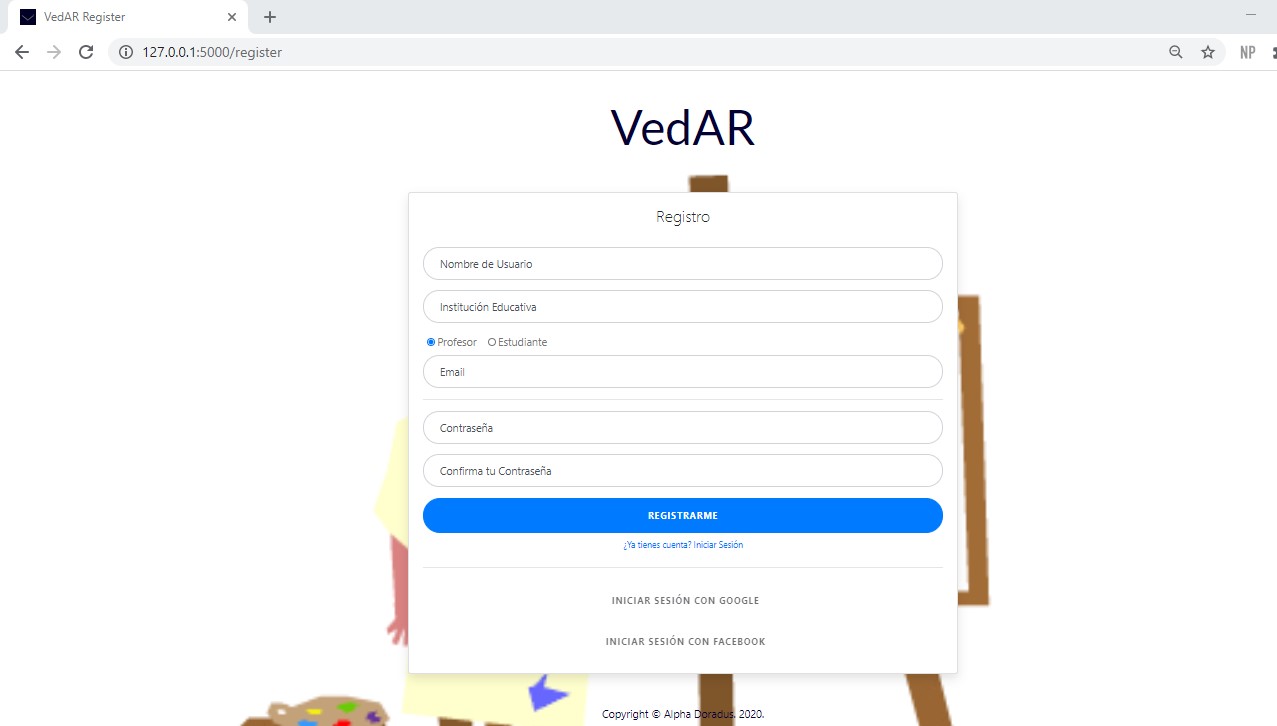 VedAR Register
127.0.0.1:5000/register
NP
VedAR
Registro
Nombre de Usuario
Institución Educativa
Profesor Estudiante
Email
Contraseña
Confirma tu Contraseña
REGISTRARME
¿Ya tienes cuenta? Iniciar Sesión
INICIAR SESIÓN CON GOOGLE
INICIAR SESIÓN CON FACEBOOK
Copyright © Alpha Doradus. 2020.